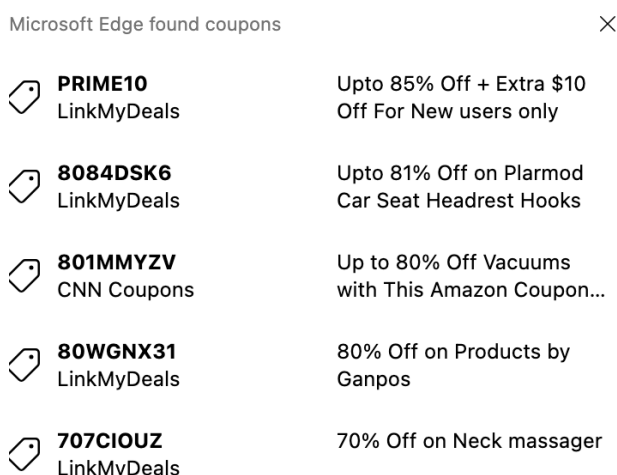 Microsoft Edge found coupons
PRIME10
LinkMyDeals
Upto 85% Off + Extra $10
Off For New users only
8084DSK6
LinkMyDeals
Upto 81% Off on Plarmod
Car Seat Headrest Hooks
801MMYZV
CNN Coupons
Up to 80% Off Vacuums
with This Amazon Coupon...
80WGNX31
LinkMyDeals
80% Off on Products by
Ganpos
707CIOUZ
LinkMyDeals
70% Off on Neck massager